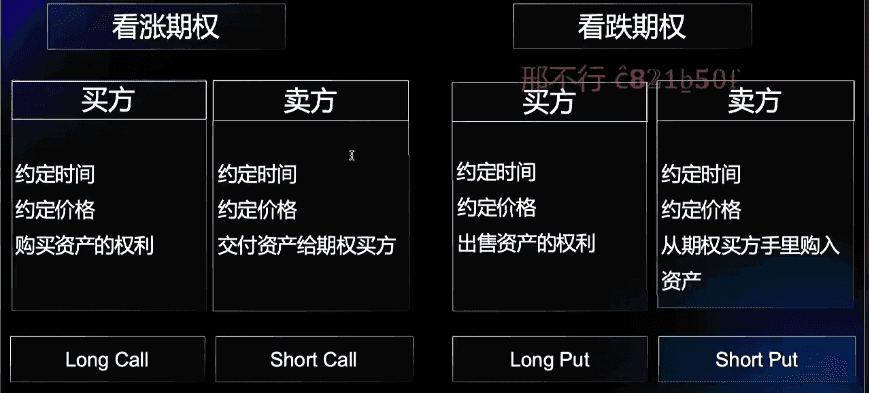 看涨期权
看跌期权
买方
卖方
买方
卖方
约定时间
约定价格
购买资产的权利
约定时间
约定价格
交付资产给期权买方
约定时间
约定价格
出售资产的权利
约定时间
约定价格
从期权买方手里购入
资产
Long Call
Short Call
Long Put
Short Put